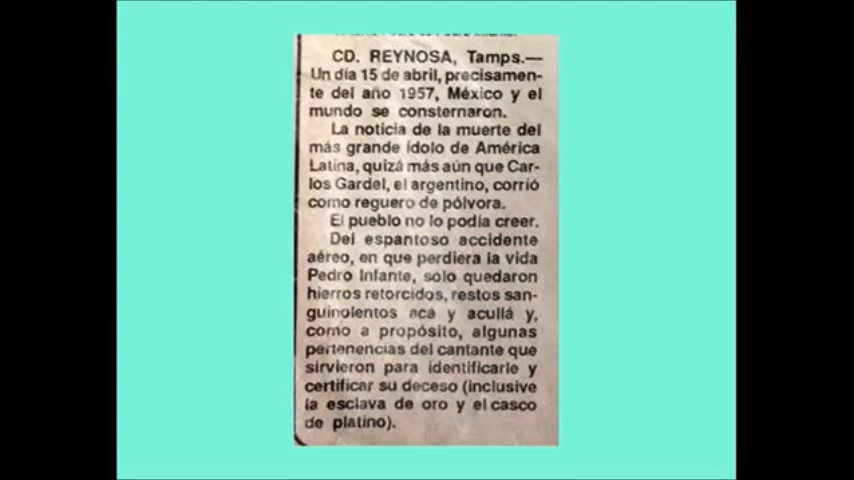 CD. REYNOSA, Tamps.—
Un día 15 de abril, precisamen-
te del año 1957, México y el
mundo se consternaron.
La noticia de la muerte del
más grande ídolo de América
Latina, quizá más aún que Car-
los Gardel, el argentino, corrió
como reguero de pólvora.
El pueblo no lo podía creer.
Del espantoso accidente
aéreo, en que perdiera la vida
Pedro Infante, solo quedaron
hierros retorcidos, restos san-
guinolentos acá y acullá y,
como a propósito, algunas
pertenencias del cantante que
sirvieron para identificarle y
certificar su deceso (inclusive
la esclava de oro y el casco
de platino).